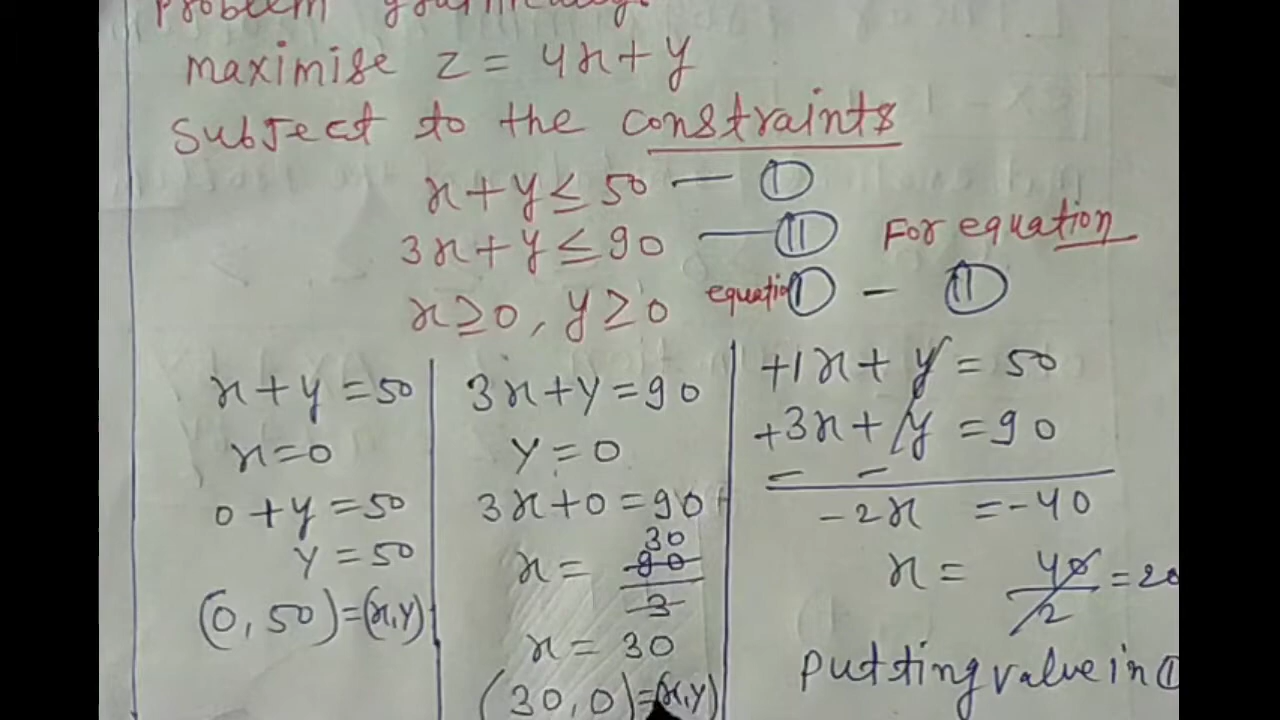 Problem graphically.
maximise z = 4x + y
Subject to the constraints
x + y ≤ 50 — Ⅰ
3x + y ≤ 90 — Ⅱ For equation
x ≥ 0, y ≥ 0 equation Ⅰ — Ⅱ
x + y = 50
x = 0
0 + y = 50
y = 50
(0, 50) = (x, y)
3x + y = 90
y = 0
3x + 0 = 90
30
x = 90/3
x = 30
(30, 0) = (x, y)
+1x + y = 50
+3x + y = 90
- -
-2x = -40
x = 40/2 = 20
Putting value in Ⅰ